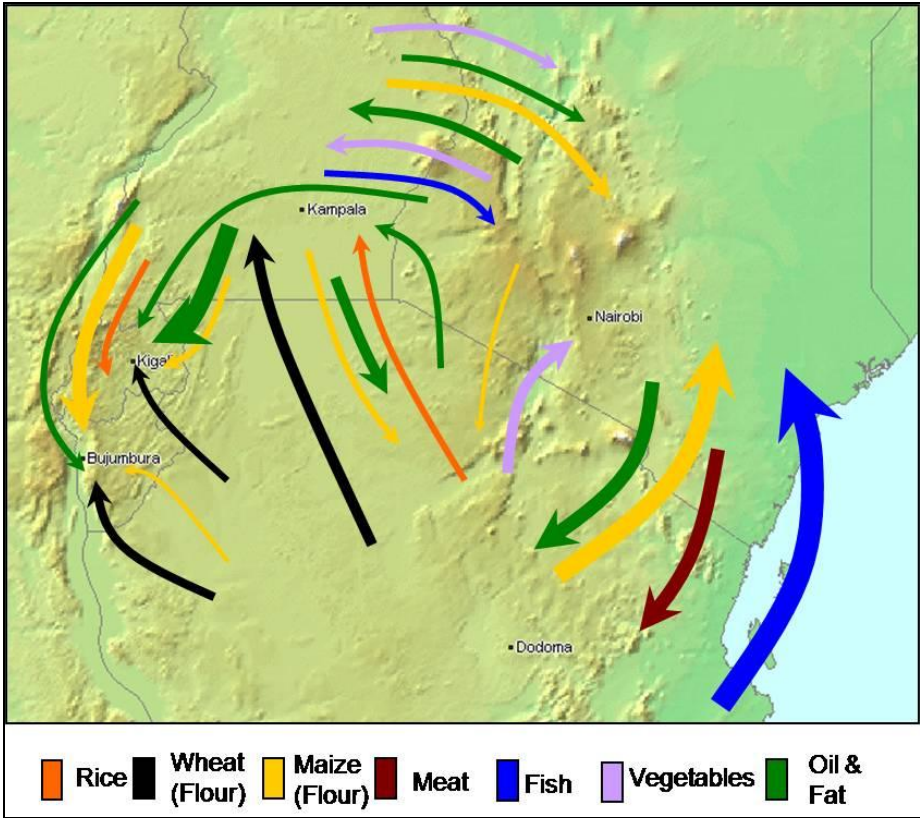 Kampala
Nairobi
Bujumbura
Dodoma
Rice
Wheat
(Flour)
Maize
(Flour)
Meat
Fish
Vegetables
Oil &
Fat